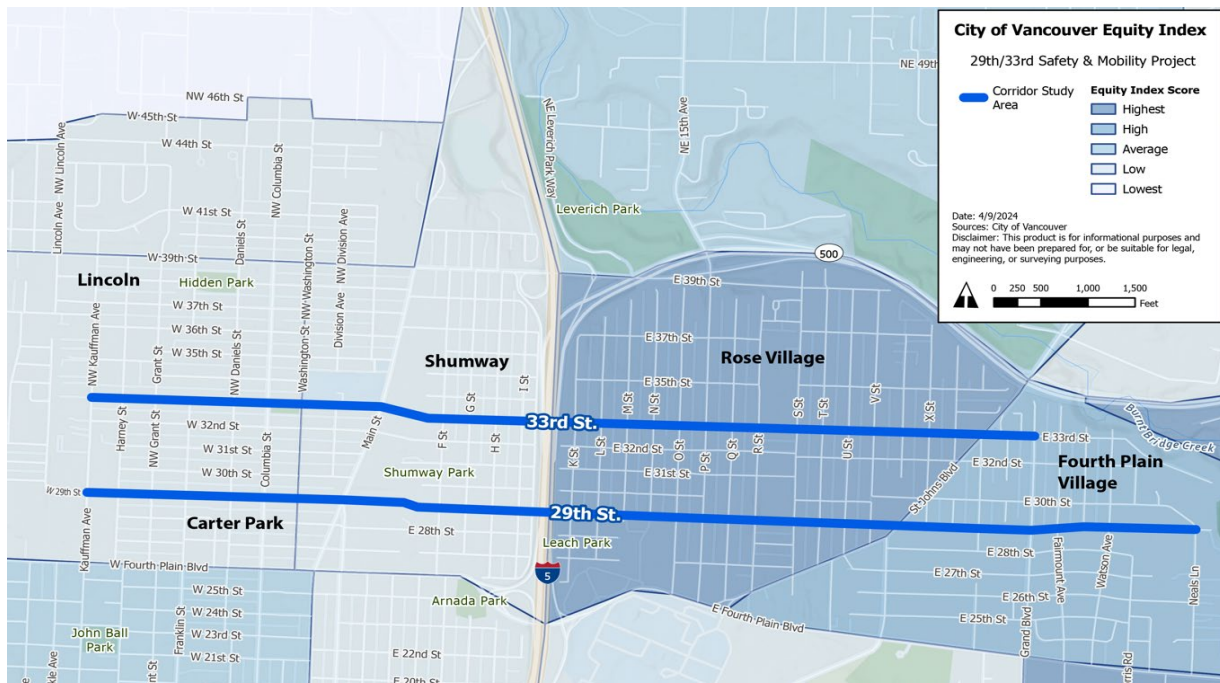 City of Vancouver Equity Index
29th/33rd Safety & Mobility Project
Corridor Study
Area
Equity Index Score
Highest
High
Average
Low
Lowest
Date: 4/9/2024
Sources: City of Vancouver
Disclaimer: This product is for informational purposes and
may not have been prepared for, or be suitable for legal,
engineering, or surveying purposes.
0 250 500 1,000 1,500
Feet
NW 46th St
W 45th St
W 44th St
W 41st St
W 39th St
Lincoln Ave
NW Lincoln Ave
NW Columbia St
Daniels St
Washington St
NW Washington St
Division Ave
NW Division Ave
NE Leverich Park Way
NE 15th Ave
NE 49th
Leverich Park
500
Lincoln
Hidden Park
W 37th St
W 36th St
W 35th St
NW Kauffman Ave
Grant St
NW Daniels St
Shumway
I St
G St
E 39th St
E 37th St
E 35th St
Rose Village
M St
N St
S St
T St
V St
X St
33rd St.
Harney St
NW Grant St
W 32nd St
W 31st St
W 30th St
Columbia St
Main St
F St
H St
Shumway Park
K St
L St
E 32nd St
E 31st St
O St
P St
Q St
R St
U St
St Johns Blvd
E 33rd St
E 32nd St
Burnt Bridge Creek
Fourth Plain
Village
E 30th St
W 29th St
29th St.
Carter Park
E 28th St
Leach Park
Kauffman Ave
W Fourth Plain Blvd
5
E 28th St
E 27th St
E 26th St
E 25th St
Fairmount Ave
Watson Ave
Neals Ln
Grand Blvd
E Fourth Plain Blvd
Arnada Park
W 25th St
W 24th St
W 23rd St
W 21st St
Franklin St
John Ball
Park
E 22nd St
E 20th St
nt St
kle Ave
rris Rd